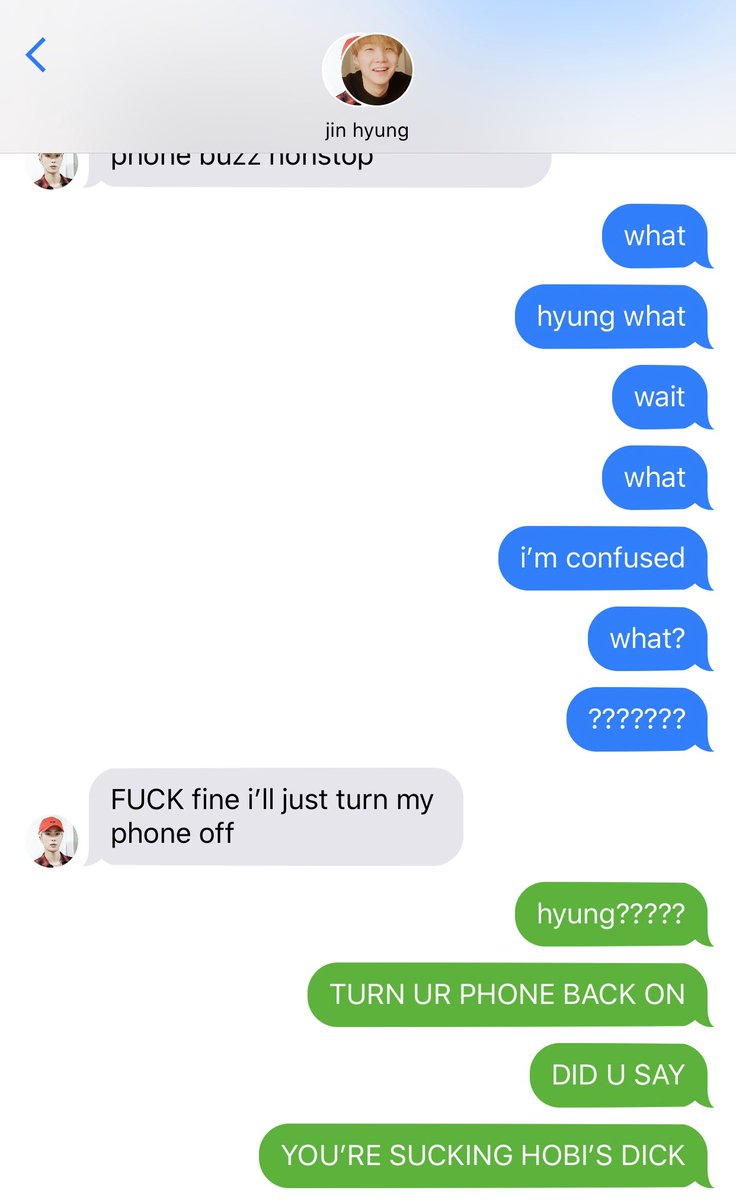 jin hyung
phone buzz nonstop
what
hyung what
wait
what
i’m confused
what?
???????
FUCK fine i’ll just turn my
phone off
hyung?????
TURN UR PHONE BACK ON
DID U SAY
YOU’RE SUCKING HOBI’S DICK